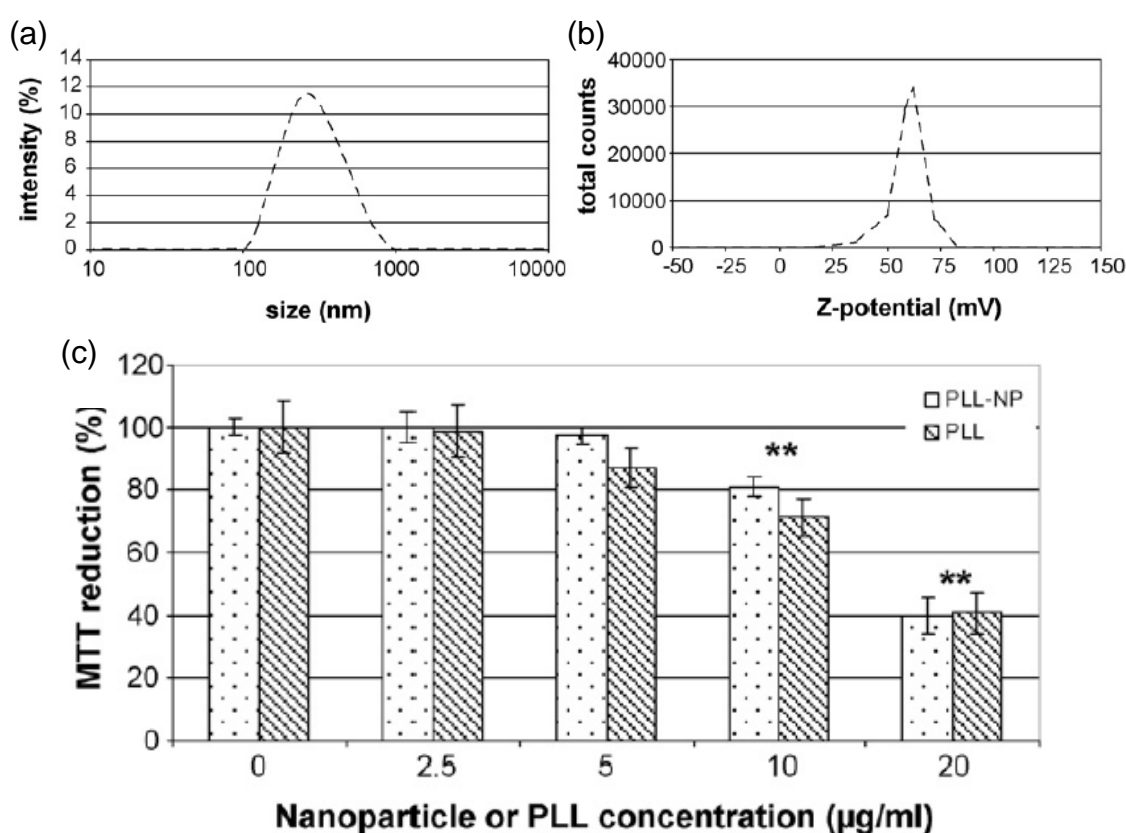 (a)
14
12
10
8
6
4
2
0
intensity (%)
10 100 1000 10000
size (nm)
(b)
40000
30000
20000
10000
0
total counts
-50 -25 0 25 50 75 100 125 150
Z-potential (mV)
(c)
120
100
80
60
40
20
0
MTT reduction (%)
PLL-NP
PLL
**
**
0 2.5 5 10 20
Nanoparticle or PLL concentration (µg/ml)